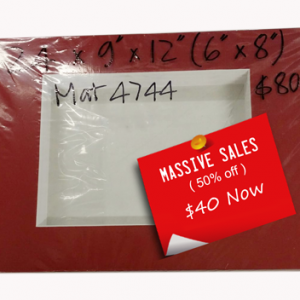 x 9" x 12" (6" x 8")
Mat 4744
$80
MASSIVE SALES
( 50% off )
$40 Now